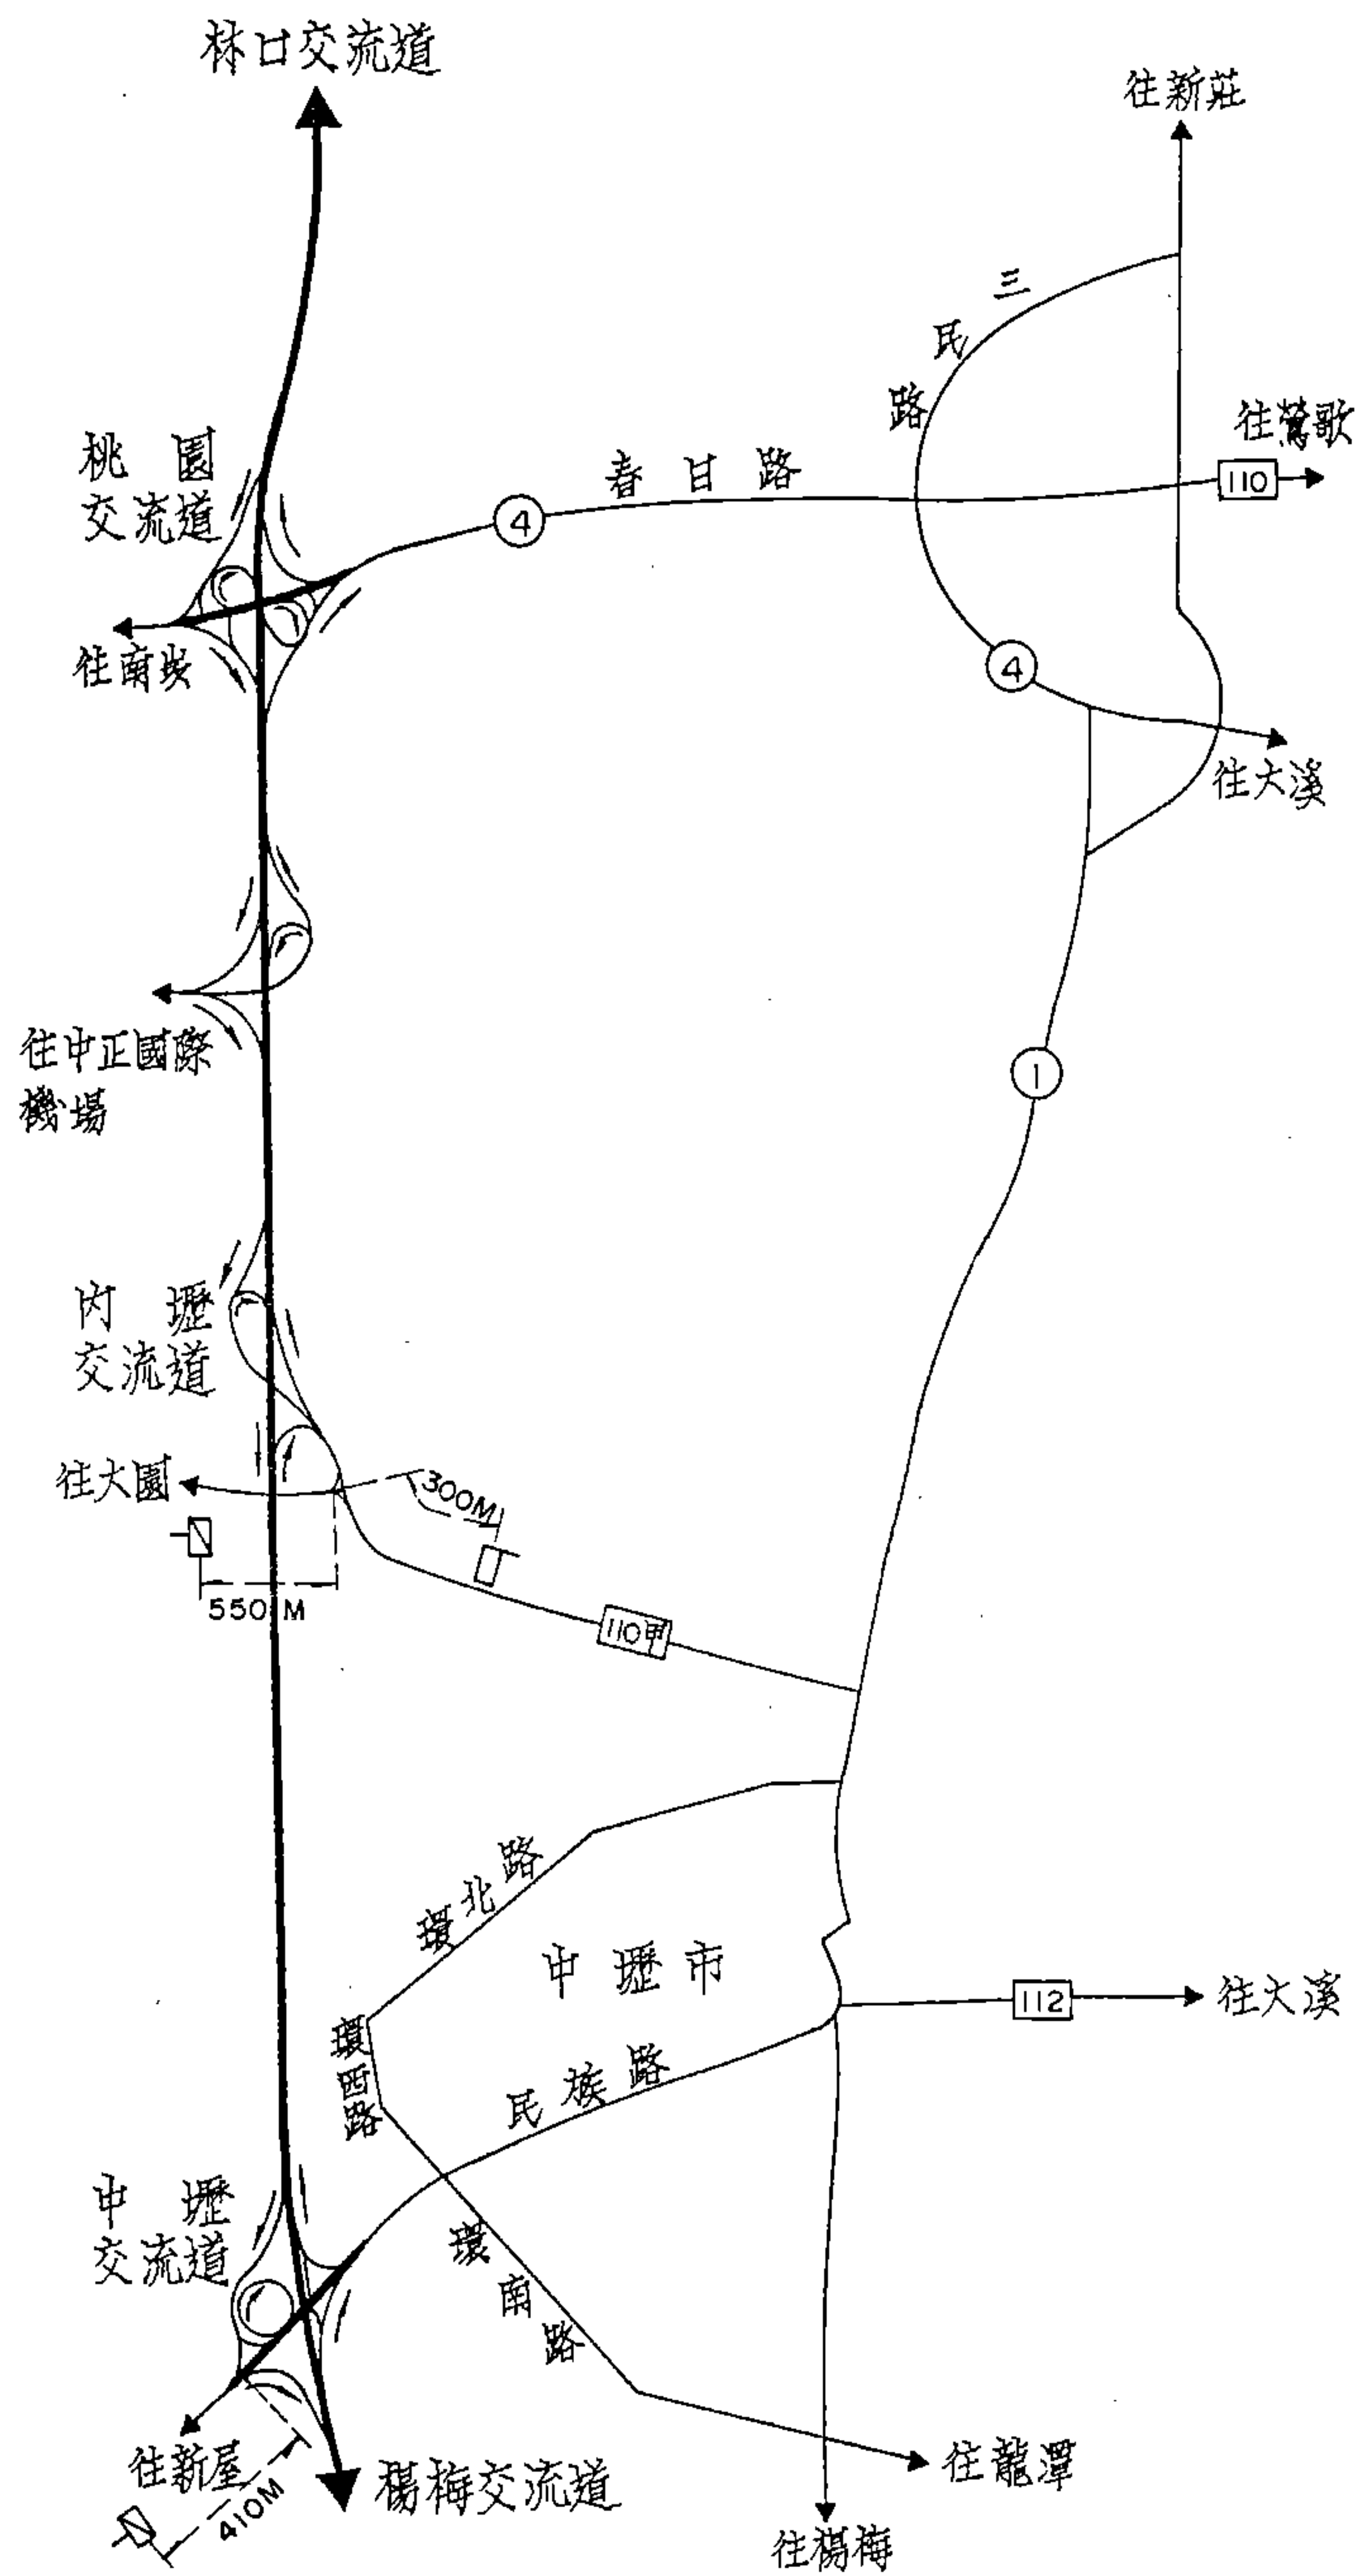 林口交流道
往新莊
三民路
往鶯歌
110
春日路
4
桃園
交流道
往南崁
4
往大溪
往中正國際
機場
1
內壢
交流道
往大園
300M
550M
110甲
環北路
中壢市
112
往大溪
環西路
民族路
中壢
交流道
環南路
往新屋
410M
楊梅交流道
往龍潭
往楊梅